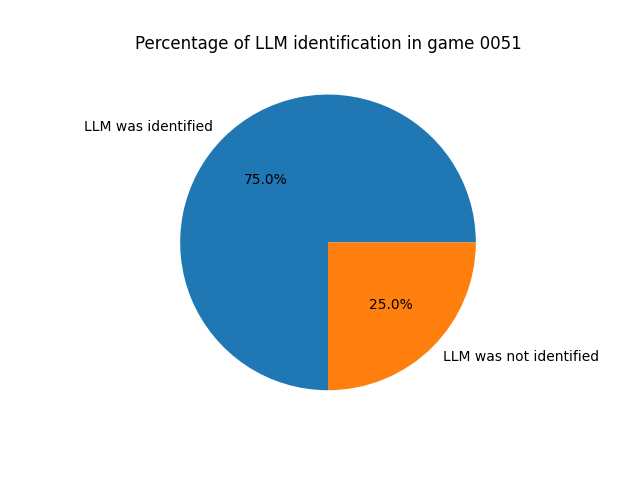 Percentage of LLM identification in game 0051
LLM was identified
75.0%
25.0%
LLM was not identified